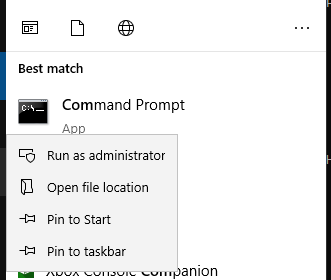 Best match
Command Prompt
App
Run as administrator
Open file location
Pin to Start
Pin to taskbar
Xbox Console Companion